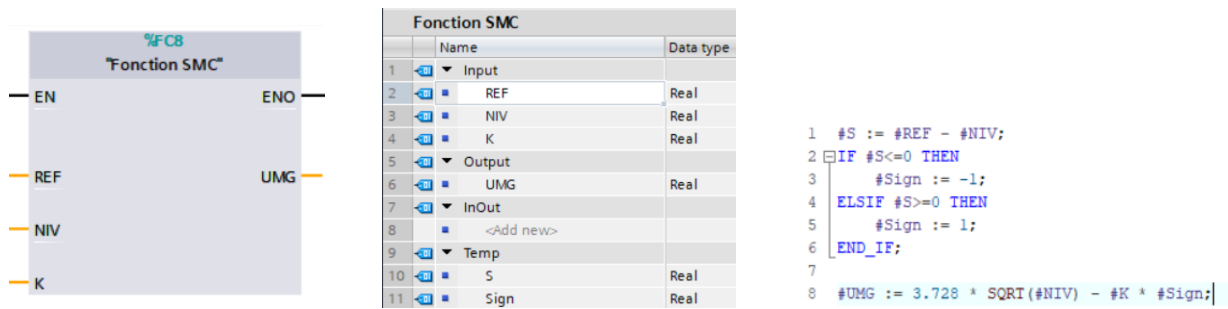 %FC8
"Fonction SMC"
EN ENO
REF UMG
NIV
K
Fonction SMC
Name Data type
1 Input
2 REF Real
3 NIV Real
4 K Real
5 Output
6 UMG Real
7 InOut
8 <Add new>
9 Temp
10 S Real
11 Sign Real
1 #S := #REF - #NIV;
2 IF #S<=0 THEN
3 #Sign := -1;
4 ELSIF #S>=0 THEN
5 #Sign := 1;
6 END_IF;
7
8 #UMG := 3.728 * SQRT(#NIV) - #K * #Sign;